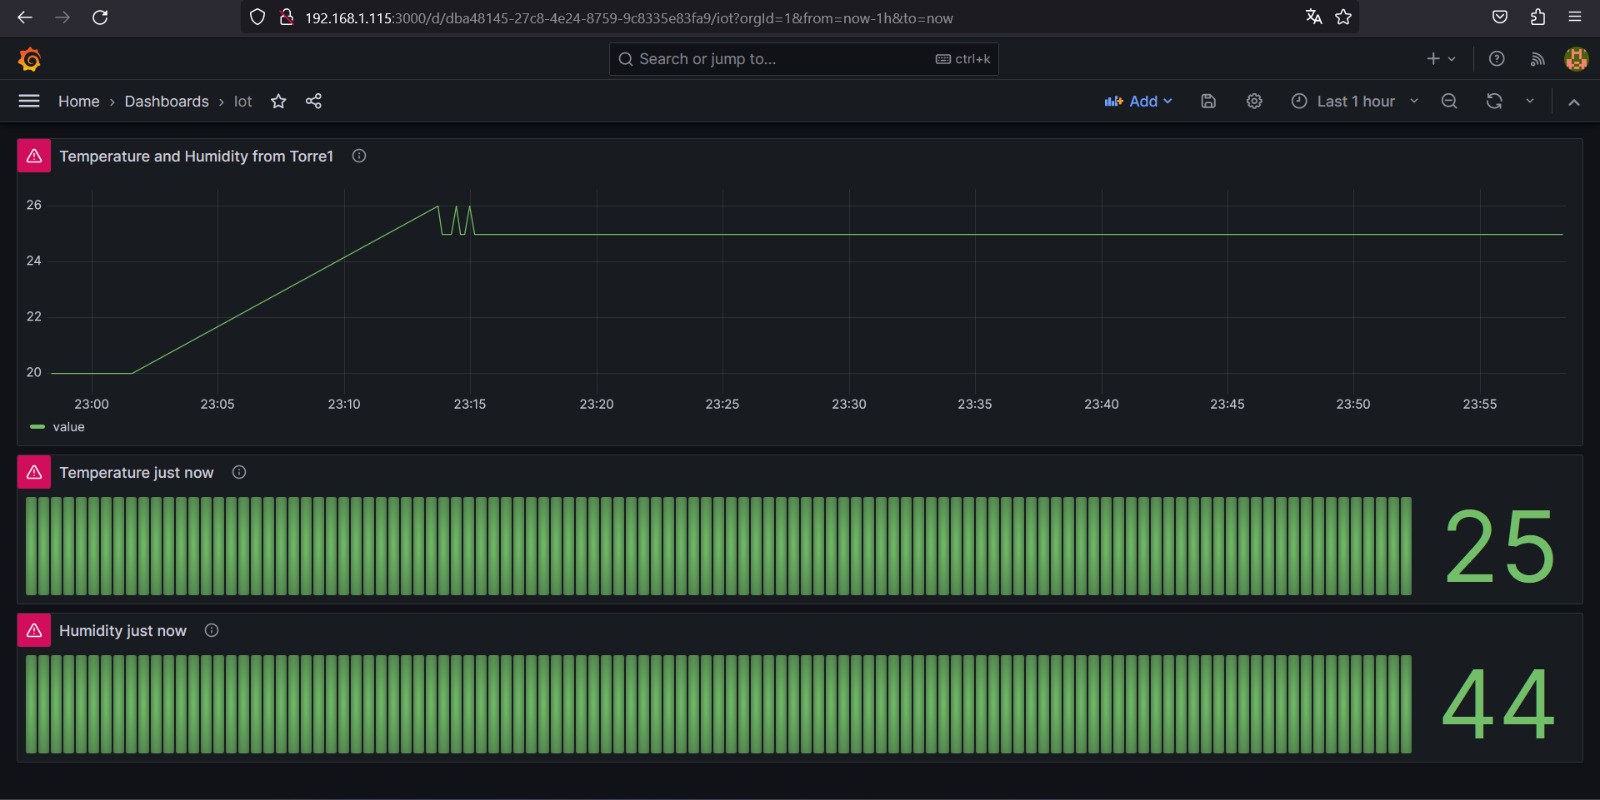 192.168.1.115:3000/d/dba48145-27c8-4e24-8759-9c8335e83fa9/iot?orgId=1&from=now-1h&to=now
Search or jump to... ctrl+k
Home › Dashboards › Iot Add Last 1 hour
Temperature and Humidity from Torre1
26
24
22
20
23:00 23:05 23:10 23:15 23:20 23:25 23:30 23:35 23:40 23:45 23:50 23:55
value
Temperature just now
25
Humidity just now
44